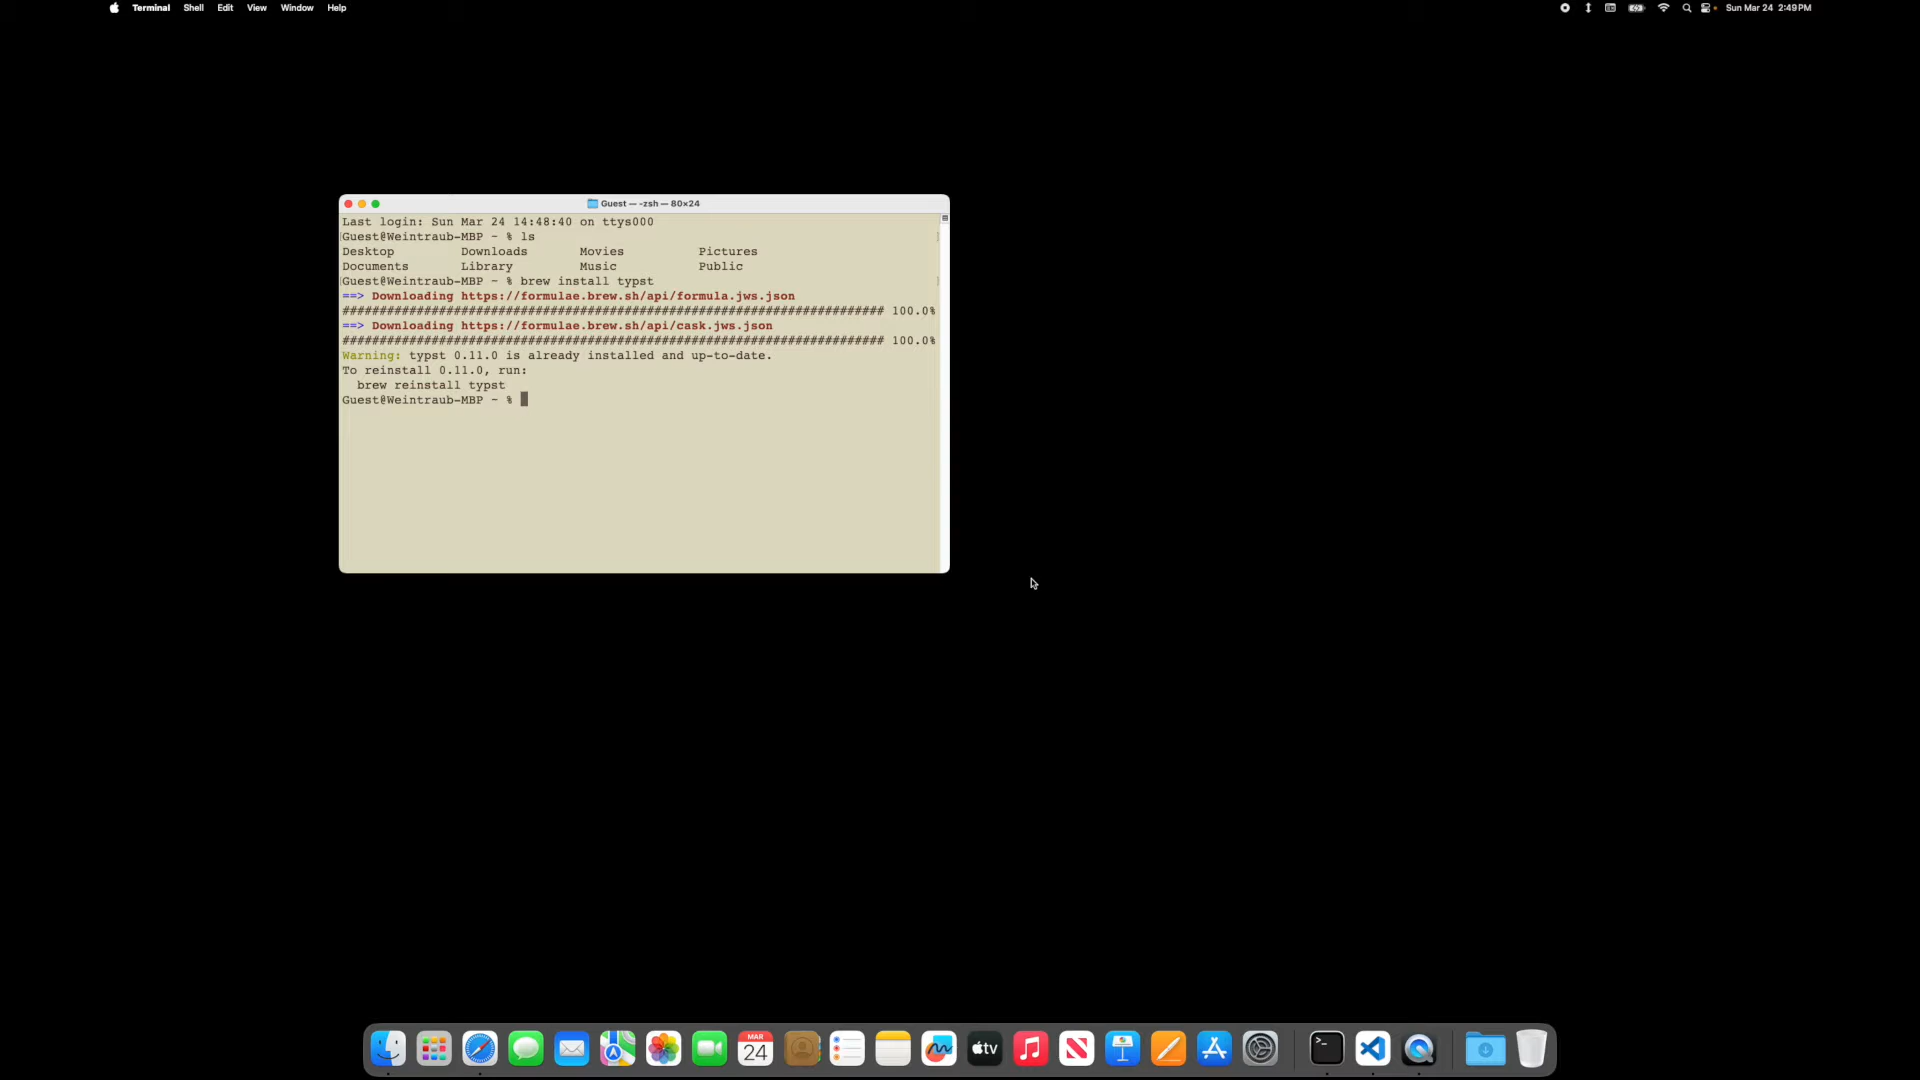 Terminal Shell Edit View Window Help Sun Mar 24 2:49 PM
Guest — -zsh — 80×24
Last login: Sun Mar 24 14:48:40 on ttys000
Guest@Weintraub-MBP ~ % ls
Desktop Downloads Movies Pictures
Documents Library Music Public
Guest@Weintraub-MBP ~ % brew install typst
==> Downloading https://formulae.brew.sh/api/formula.jws.json
######################################################################### 100.0%
==> Downloading https://formulae.brew.sh/api/cask.jws.json
######################################################################### 100.0%
Warning: typst 0.11.0 is already installed and up-to-date.
To reinstall 0.11.0, run:
brew reinstall typst
Guest@Weintraub-MBP ~ %
MAR
24
tv
>_